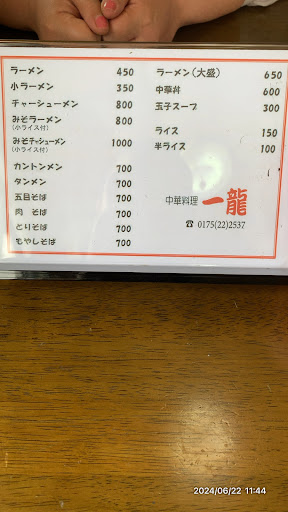 ラーメン 450
小ラーメン 350
チャーシューメン 800
みそラーメン 800
(小ライス付)
みそチャーシューメン 1000
(小ライス付)
カントンメン 700
タンメン 700
五目そば 700
肉 そば 700
とりそば 700
もやしそば 700
ラーメン(大盛) 650
中華丼 600
玉子スープ 300
ライス 150
半ライス 100
中華料理 一龍
☎ 0175(22)2537
2024/06/22 11:44